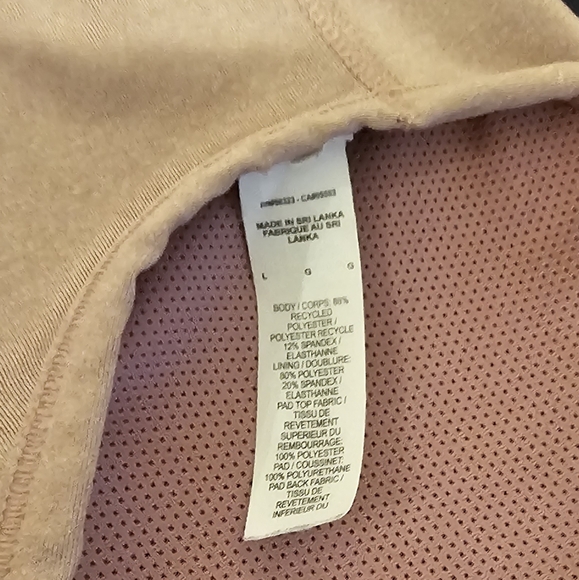 MADE IN SRI LANKA
FABRIQUE AU SRI
LANKA
L G G
BODY / CORPS: 88%
RECYCLED
POLYESTER /
POLYESTER RECYCLE
12% SPANDEX /
ELASTHANNE
LINING / DOUBLURE:
80% POLYESTER
20% SPANDEX /
ELASTHANNE
PAD TOP FABRIC /
TISSU DE
REVETEMENT
SUPERIEUR DU
REMBOURRAGE:
100% POLYESTER
PAD / COUSSINET:
100% POLYURETHANE
PAD BACK FABRIC /
TISSU DE
REVETEMENT
INFERIEUR DU